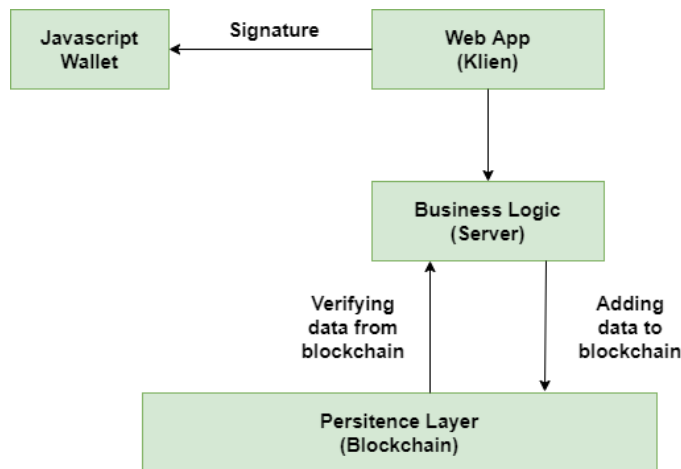 Javascript
Wallet
Signature
Web App
(Klien)
Business Logic
(Server)
Verifying
data from
blockchain
Adding
data to
blockchain
Persitence Layer
(Blockchain)